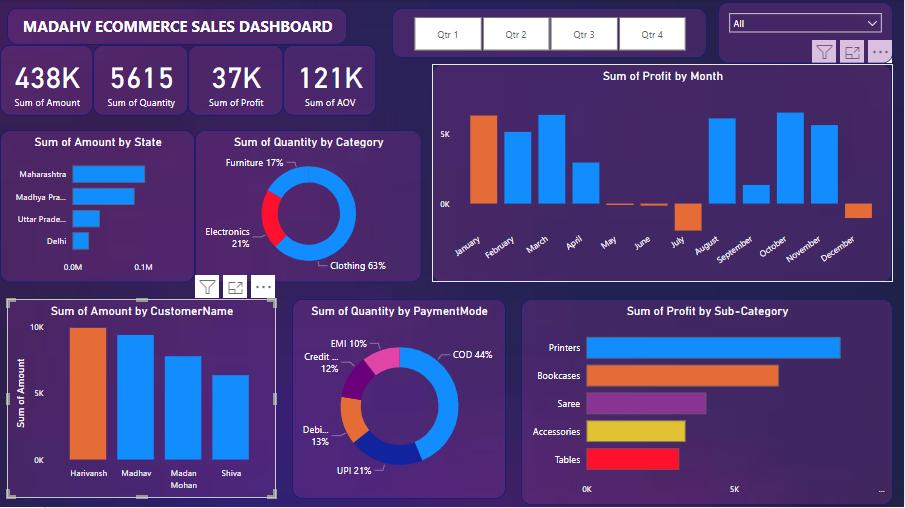 MADAHV ECOMMERCE SALES DASHBOARD
Qtr 1
Qtr 2
Qtr 3
Qtr 4
All
438K
Sum of Amount
5615
Sum of Quantity
37K
Sum of Profit
121K
Sum of AOV
Sum of Profit by Month
5K
0K
January
February
March
April
May
June
July
August
September
October
November
December
Sum of Amount by State
Maharashtra
Madhya Pra...
Uttar Prade...
Delhi
0.0M
0.1M
Sum of Quantity by Category
Furniture 17%
Electronics
21%
Clothing 63%
Sum of Amount by CustomerName
Sum of Amount
10K
5K
0K
Harivansh
Madhav
Madan
Mohan
Shiva
Sum of Quantity by PaymentMode
EMI 10%
Credit ...
12%
Debi...
13%
UPI 21%
COD 44%
Sum of Profit by Sub-Category
Printers
Bookcases
Saree
Accessories
Tables
0K
5K
...